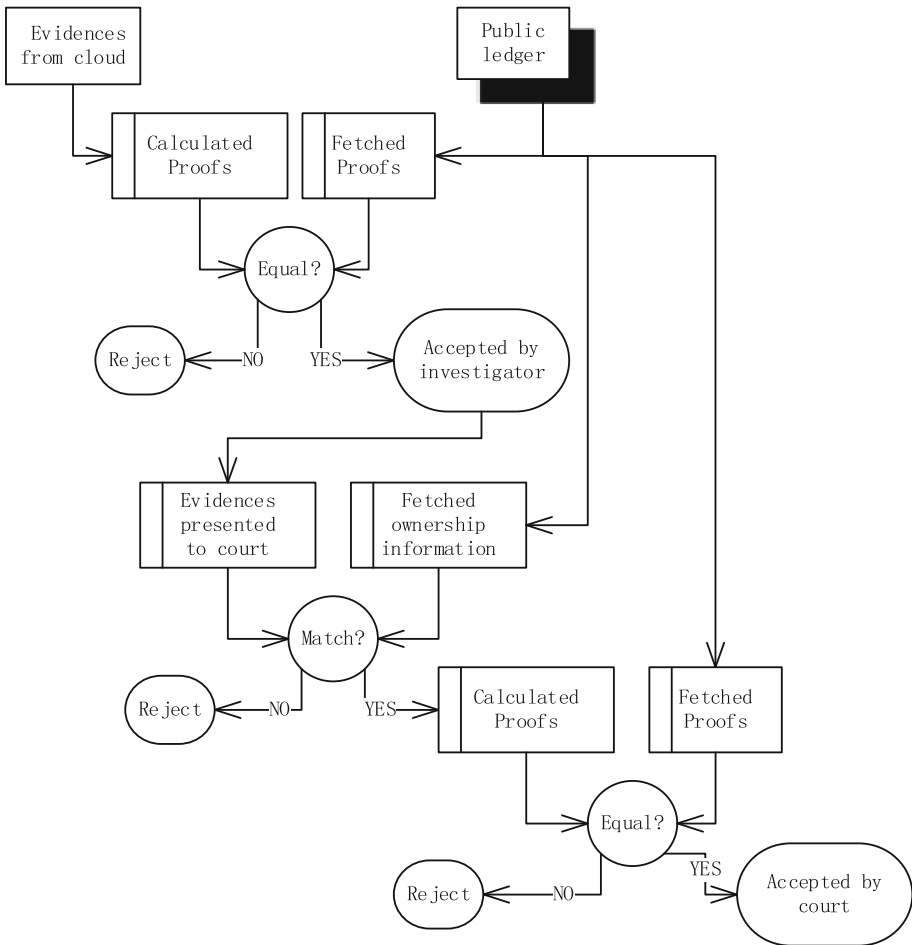 Evidences
from cloud
Public
ledger
Calculated
Proofs
Fetched
Proofs
Equal?
Reject
NO
YES
Accepted by
investigator
Evidences
presented
to court
Fetched
ownership
information
Match?
Reject
NO
YES
Calculated
Proofs
Fetched
Proofs
Equal?
Reject
NO
YES
Accepted by
court